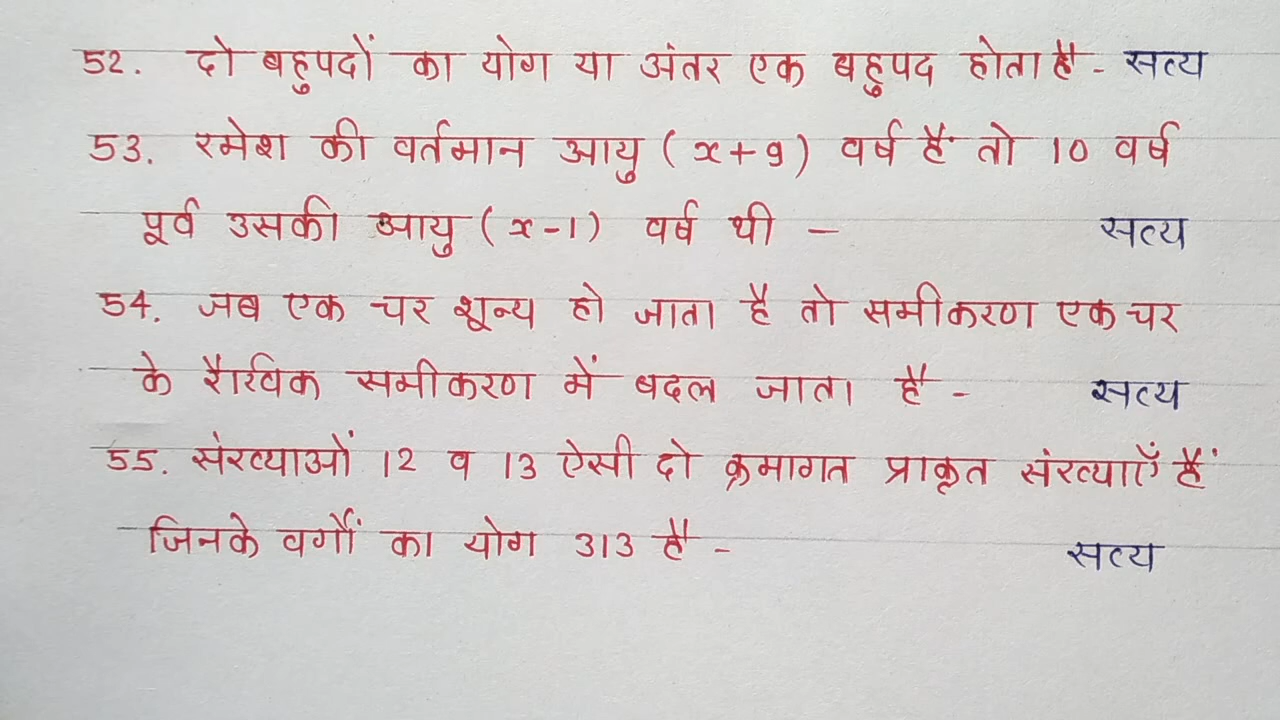 52. दो बहुपदों का योग या अंतर एक बहुपद होता है - सत्य
53. रमेश की वर्तमान आयु (x+9) वर्ष हैं तो 10 वर्ष
पूर्व उसकी आयु (x-1) वर्ष थी - सत्य
54. जब एक चर शून्य हो जाता है तो समीकरण एक चर
के रैखिक समीकरण में बदल जाता है - सत्य
55. संख्याओं 12 व 13 ऐसी दो क्रमागत प्राकृत संख्याएँ हैं
जिनके वर्गों का योग 313 है - सत्य